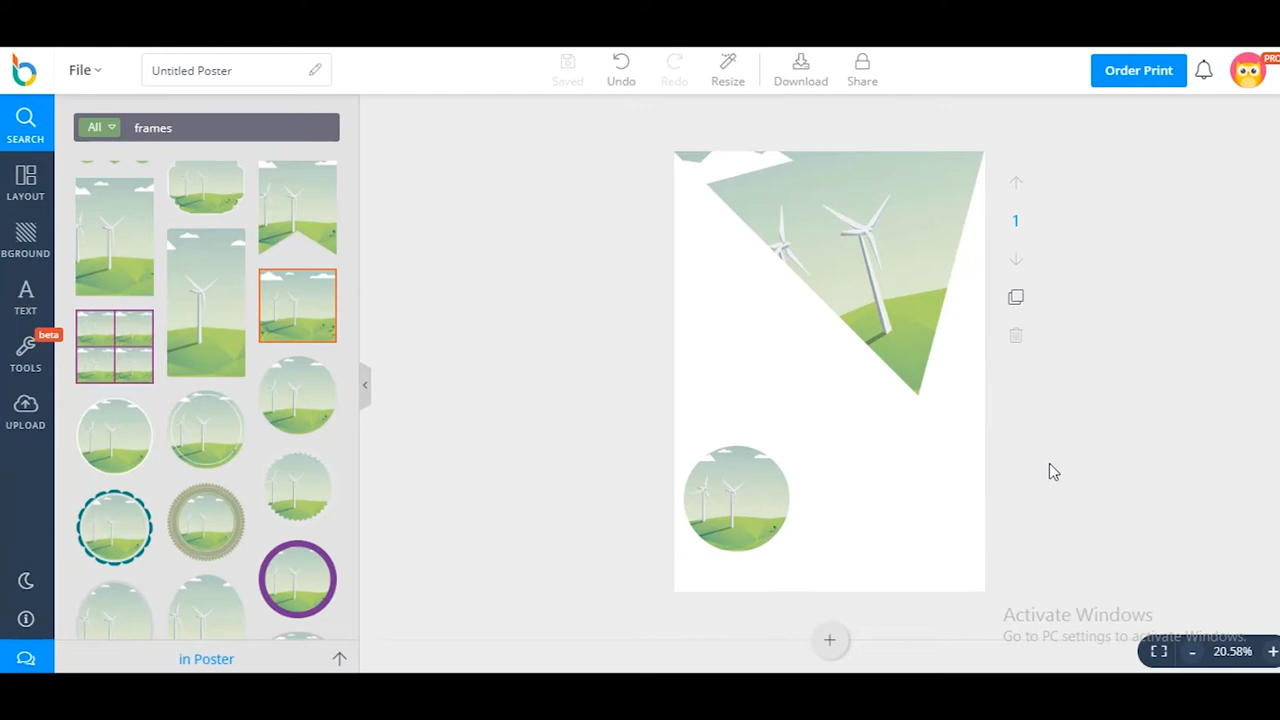 File
Untitled Poster
Saved
Undo
Redo
Resize
Download
Share
Order Print
PRO
SEARCH
LAYOUT
BGROUND
TEXT
beta
TOOLS
UPLOAD
All
frames
in Poster
1
Activate Windows
Go to PC settings to activate Windows.
20.58%